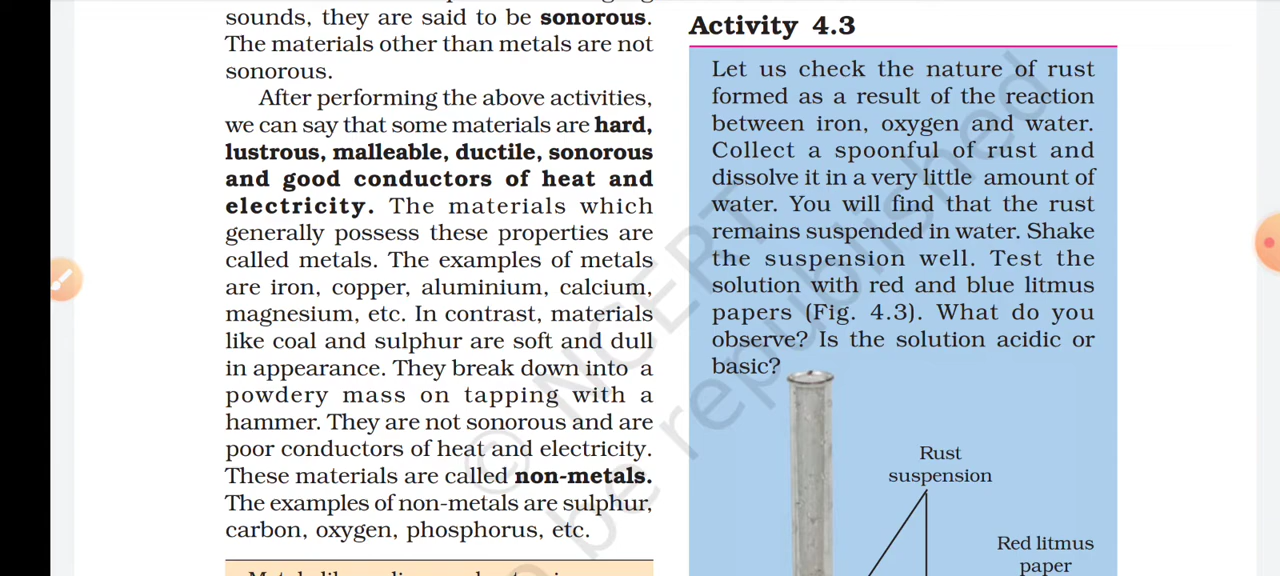 sounds, they are said to be sonorous.
The materials other than metals are not
sonorous.
After performing the above activities,
we can say that some materials are hard,
lustrous, malleable, ductile, sonorous
and good conductors of heat and
electricity. The materials which
generally possess these properties are
called metals. The examples of metals
are iron, copper, aluminium, calcium,
magnesium, etc. In contrast, materials
like coal and sulphur are soft and dull
in appearance. They break down into a
powdery mass on tapping with a
hammer. They are not sonorous and are
poor conductors of heat and electricity.
These materials are called non-metals.
The examples of non-metals are sulphur,
carbon, oxygen, phosphorus, etc.
Activity 4.3
Let us check the nature of rust
formed as a result of the reaction
between iron, oxygen and water.
Collect a spoonful of rust and
dissolve it in a very little amount of
water. You will find that the rust
remains suspended in water. Shake
the suspension well. Test the
solution with red and blue litmus
papers (Fig. 4.3). What do you
observe? Is the solution acidic or
basic?
Rust
suspension
Red litmus
paper
© NCERT
be republished